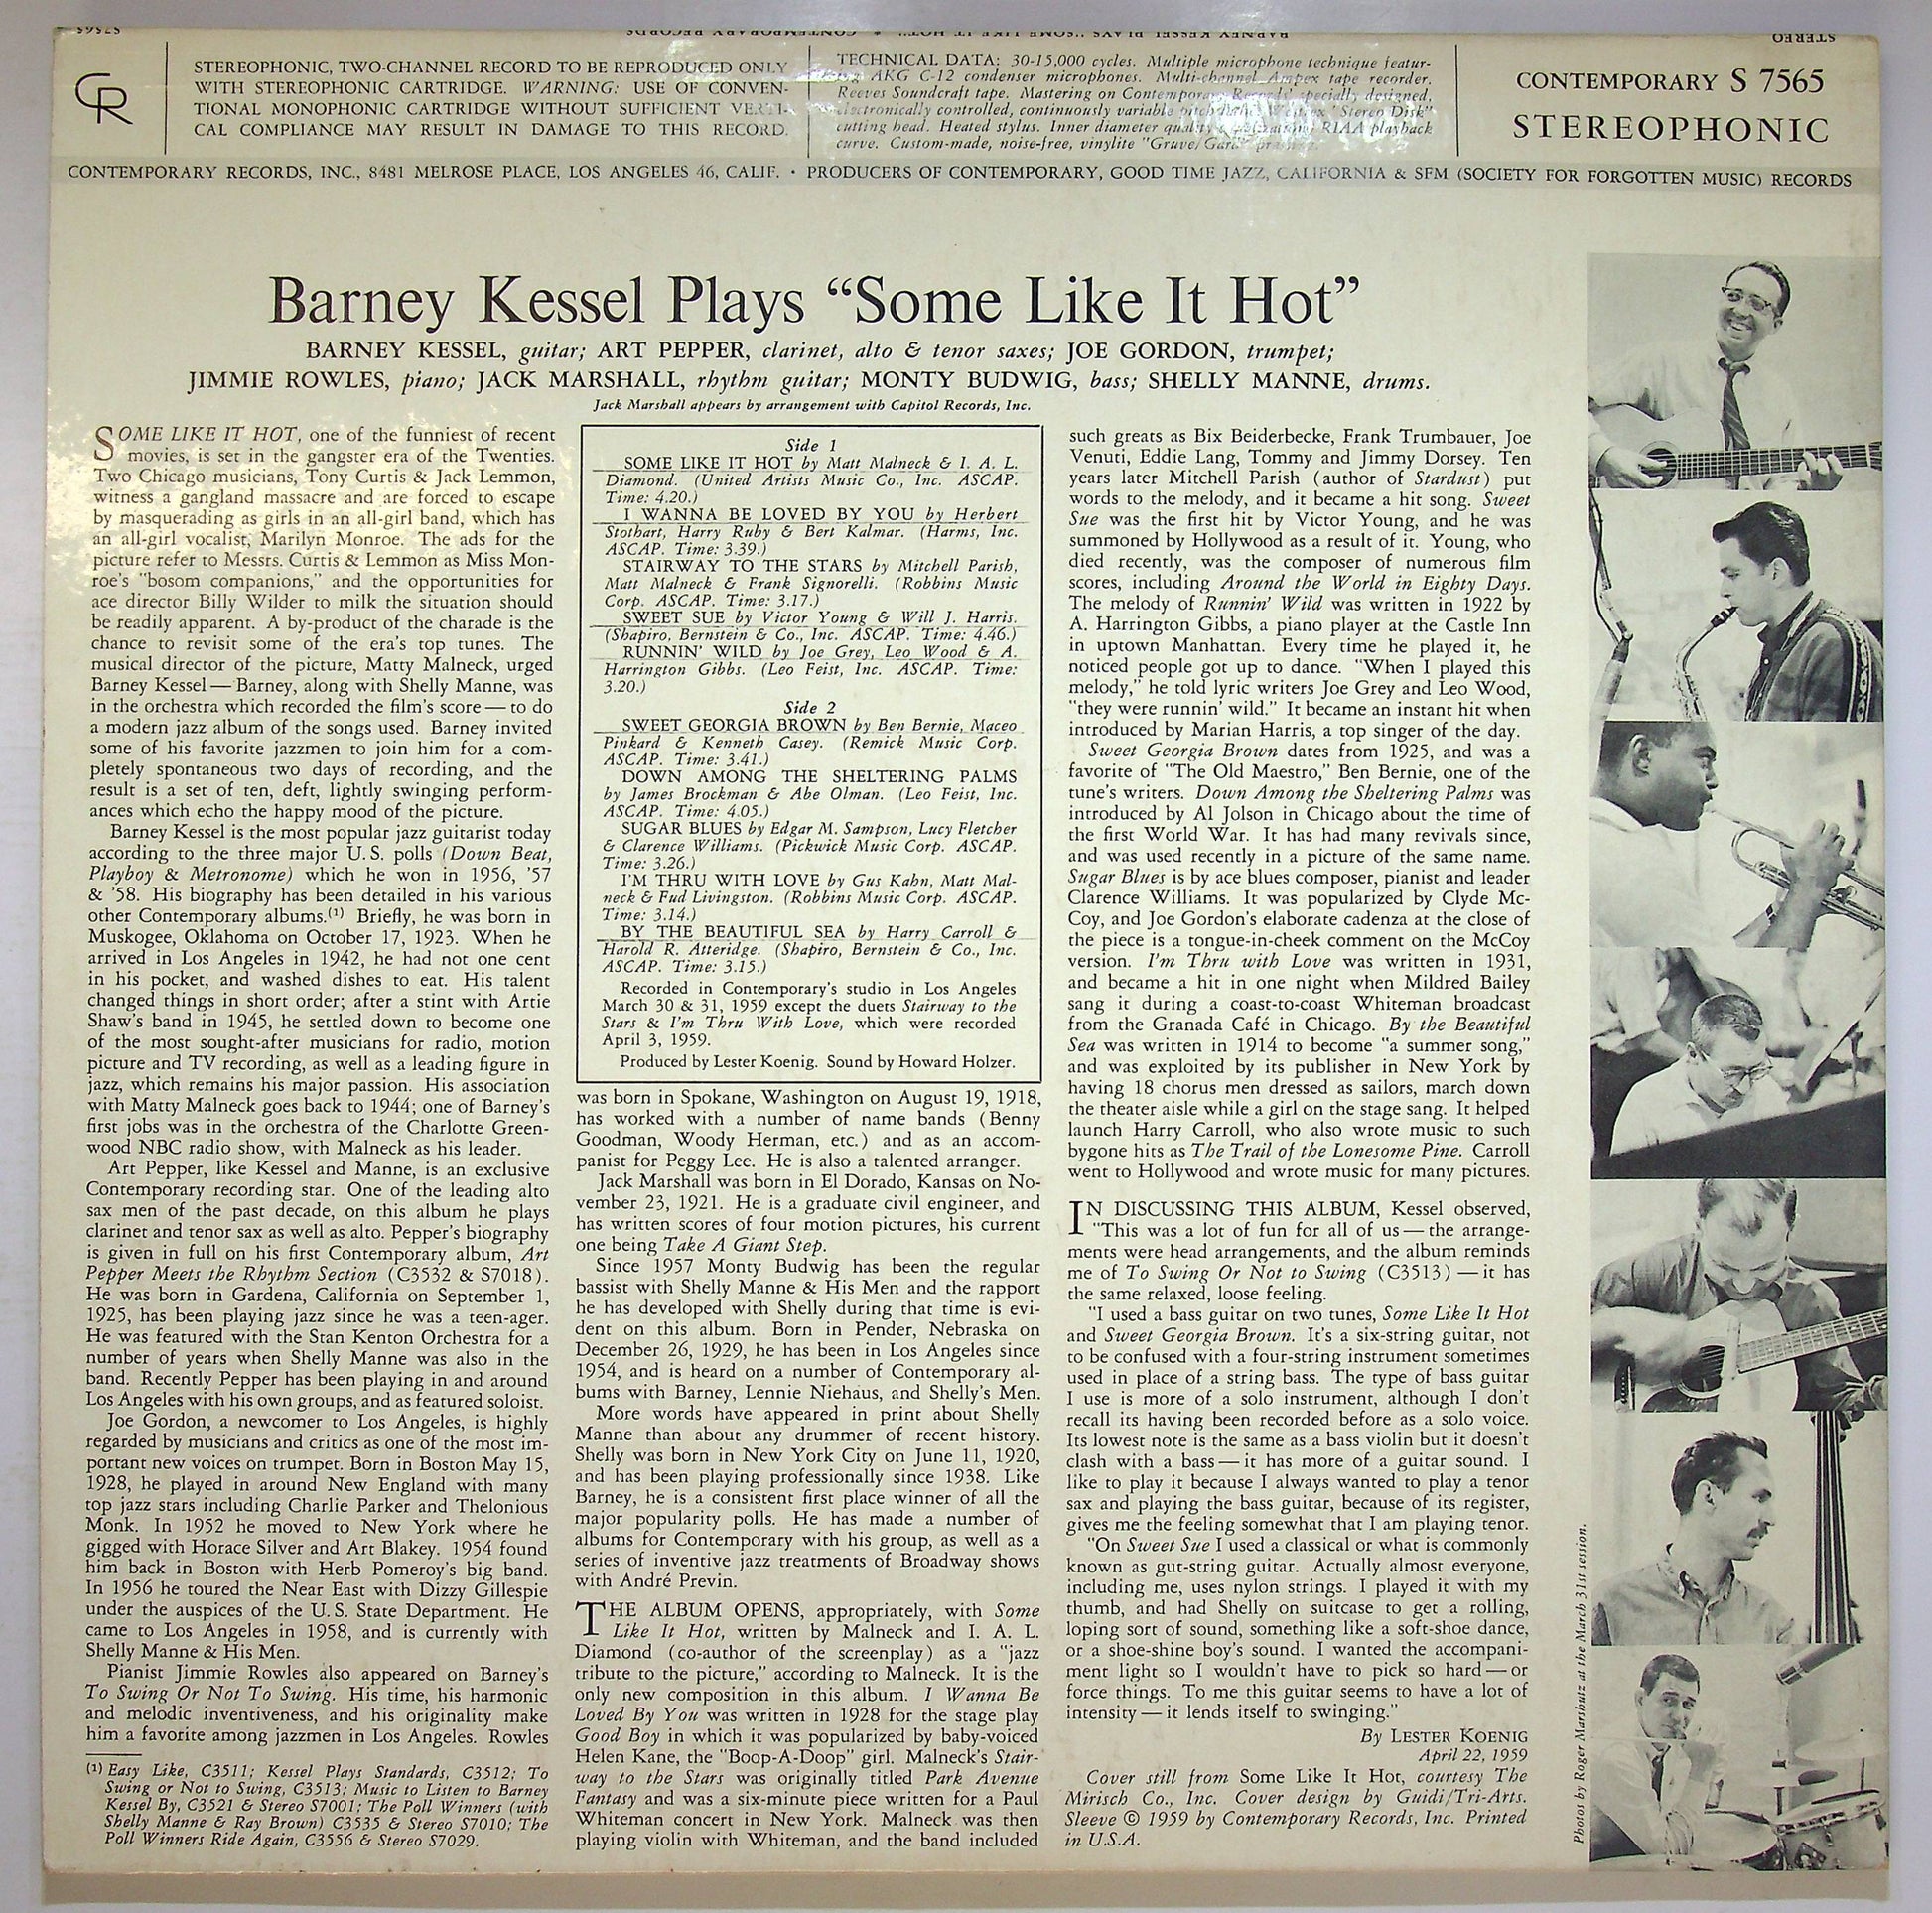 S7565
BARNEY KESSEL PLAYS "SOME LIKE IT HOT" • CONTEMPORARY RECORDS
STEREO
CR
STEREOPHONIC, TWO-CHANNEL RECORD TO BE REPRODUCED ONLY
WITH STEREOPHONIC CARTRIDGE. WARNING: USE OF CONVEN-
TIONAL MONOPHONIC CARTRIDGE WITHOUT SUFFICIENT VERTI-
CAL COMPLIANCE MAY RESULT IN DAMAGE TO THIS RECORD.
TECHNICAL DATA: 30-15,000 cycles. Multiple microphone technique featur-
ing AKG C-12 condenser microphones. Multi-channel Ampex tape recorder.
Reeves Soundcraft tape. Mastering on Contemporary Records' specially designed,
electronically controlled, continuously variable pitch lathe, Westrex "Stereo Disk"
cutting head. Heated stylus. Inner diameter quality equalization, RIAA playback
curve. Custom-made, noise-free, vinylite "Gruve/Gard" pressing.
CONTEMPORARY S 7565
STEREOPHONIC
CONTEMPORARY RECORDS, INC., 8481 MELROSE PLACE, LOS ANGELES 46, CALIF. • PRODUCERS OF CONTEMPORARY, GOOD TIME JAZZ, CALIFORNIA & SFM (SOCIETY FOR FORGOTTEN MUSIC) RECORDS
Barney Kessel Plays “Some Like It Hot”
BARNEY KESSEL, guitar; ART PEPPER, clarinet, alto & tenor saxes; JOE GORDON, trumpet;
JIMMIE ROWLES, piano; JACK MARSHALL, rhythm guitar; MONTY BUDWIG, bass; SHELLY MANNE, drums.
Jack Marshall appears by arrangement with Capitol Records, Inc.
SOME LIKE IT HOT, one of the funniest of recent
movies, is set in the gangster era of the Twenties.
Two Chicago musicians, Tony Curtis & Jack Lemmon,
witness a gangland massacre and are forced to escape
by masquerading as girls in an all-girl band, which has
an all-girl vocalist, Marilyn Monroe. The ads for the
picture refer to Messrs. Curtis & Lemmon as Miss Mon-
roe's "bosom companions," and the opportunities for
ace director Billy Wilder to milk the situation should
be readily apparent. A by-product of the charade is the
chance to revisit some of the era's top tunes. The
musical director of the picture, Matty Malneck, urged
Barney Kessel — Barney, along with Shelly Manne, was
in the orchestra which recorded the film's score — to do
a modern jazz album of the songs used. Barney invited
some of his favorite jazzmen to join him for a com-
pletely spontaneous two days of recording, and the
result is a set of ten, deft, lightly swinging perform-
ances which echo the happy mood of the picture.
Barney Kessel is the most popular jazz guitarist today
according to the three major U.S. polls (Down Beat,
Playboy & Metronome) which he won in 1956, '57
& '58. His biography has been detailed in his various
other Contemporary albums.(1) Briefly, he was born in
Muskogee, Oklahoma on October 17, 1923. When he
arrived in Los Angeles in 1942, he had not one cent
in his pocket, and washed dishes to eat. His talent
changed things in short order; after a stint with Artie
Shaw's band in 1945, he settled down to become one
of the most sought-after musicians for radio, motion
picture and TV recording, as well as a leading figure in
jazz, which remains his major passion. His association
with Matty Malneck goes back to 1944; one of Barney's
first jobs was in the orchestra of the Charlotte Green-
wood NBC radio show, with Malneck as his leader.
Art Pepper, like Kessel and Manne, is an exclusive
Contemporary recording star. One of the leading alto
sax men of the past decade, on this album he plays
clarinet and tenor sax as well as alto. Pepper's biography
is given in full on his first Contemporary album, Art
Pepper Meets the Rhythm Section (C3532 & S7018).
He was born in Gardena, California on September 1,
1925, has been playing jazz since he was a teen-ager.
He was featured with the Stan Kenton Orchestra for a
number of years when Shelly Manne was also in the
band. Recently Pepper has been playing in and around
Los Angeles with his own groups, and as featured soloist.
Joe Gordon, a newcomer to Los Angeles, is highly
regarded by musicians and critics as one of the most im-
portant new voices on trumpet. Born in Boston May 15,
1928, he played in around New England with many
top jazz stars including Charlie Parker and Thelonious
Monk. In 1952 he moved to New York where he
gigged with Horace Silver and Art Blakey. 1954 found
him back in Boston with Herb Pomeroy's big band.
In 1956 he toured the Near East with Dizzy Gillespie
under the auspices of the U.S. State Department. He
came to Los Angeles in 1958, and is currently with
Shelly Manne & His Men.
Pianist Jimmie Rowles also appeared on Barney's
To Swing Or Not To Swing. His time, his harmonic
and melodic inventiveness, and his originality make
him a favorite among jazzmen in Los Angeles. Rowles
(1) Easy Like, C3511; Kessel Plays Standards, C3512; To
Swing or Not to Swing, C3513; Music to Listen to Barney
Kessel By, C3521 & Stereo S7001; The Poll Winners (with
Shelly Manne & Ray Brown) C3535 & Stereo S7010; The
Poll Winners Ride Again, C3556 & Stereo S7029.
Side 1
SOME LIKE IT HOT by Matt Malneck & I. A. L.
Diamond. (United Artists Music Co., Inc. ASCAP.
Time: 4.20.)
I WANNA BE LOVED BY YOU by Herbert
Stothart, Harry Ruby & Bert Kalmar. (Harms, Inc.
ASCAP. Time: 3.39.)
STAIRWAY TO THE STARS by Mitchell Parish,
Matt Malneck & Frank Signorelli. (Robbins Music
Corp. ASCAP. Time: 3.17.)
SWEET SUE by Victor Young & Will J. Harris.
(Shapiro, Bernstein & Co., Inc. ASCAP. Time: 4.46.)
RUNNIN' WILD by Joe Grey, Leo Wood & A.
Harrington Gibbs. (Leo Feist, Inc. ASCAP. Time:
3.20.)
Side 2
SWEET GEORGIA BROWN by Ben Bernie, Maceo
Pinkard & Kenneth Casey. (Remick Music Corp.
ASCAP. Time: 3.41.)
DOWN AMONG THE SHELTERING PALMS
by James Brockman & Abe Olman. (Leo Feist, Inc.
ASCAP. Time: 4.05.)
SUGAR BLUES by Edgar M. Sampson, Lucy Fletcher
& Clarence Williams. (Pickwick Music Corp. ASCAP.
Time: 3.26.)
I'M THRU WITH LOVE by Gus Kahn, Matt Mal-
neck & Fud Livingston. (Robbins Music Corp. ASCAP.
Time: 3.14.)
BY THE BEAUTIFUL SEA by Harry Carroll &
Harold R. Atteridge. (Shapiro, Bernstein & Co., Inc.
ASCAP. Time: 3.15.)
Recorded in Contemporary's studio in Los Angeles
March 30 & 31, 1959 except the duets Stairway to the
Stars & I'm Thru With Love, which were recorded
April 3, 1959.
Produced by Lester Koenig. Sound by Howard Holzer.
was born in Spokane, Washington on August 19, 1918,
has worked with a number of name bands (Benny
Goodman, Woody Herman, etc.) and as an accom-
panist for Peggy Lee. He is also a talented arranger.
Jack Marshall was born in El Dorado, Kansas on No-
vember 23, 1921. He is a graduate civil engineer, and
has written scores of four motion pictures, his current
one being Take A Giant Step.
Since 1957 Monty Budwig has been the regular
bassist with Shelly Manne & His Men and the rapport
he has developed with Shelly during that time is evi-
dent on this album. Born in Pender, Nebraska on
December 26, 1929, he has been in Los Angeles since
1954, and is heard on a number of Contemporary al-
bums with Barney, Lennie Niehaus, and Shelly's Men.
More words have appeared in print about Shelly
Manne than about any drummer of recent history.
Shelly was born in New York City on June 11, 1920,
and has been playing professionally since 1938. Like
Barney, he is a consistent first place winner of all the
major popularity polls. He has made a number of
albums for Contemporary with his group, as well as a
series of inventive jazz treatments of Broadway shows
with André Previn.
THE ALBUM OPENS, appropriately, with Some
Like It Hot, written by Malneck and I. A. L.
Diamond (co-author of the screenplay) as a "jazz
tribute to the picture," according to Malneck. It is the
only new composition in this album. I Wanna Be
Loved By You was written in 1928 for the stage play
Good Boy in which it was popularized by baby-voiced
Helen Kane, the "Boop-A-Doop" girl. Malneck's Stair-
way to the Stars was originally titled Park Avenue
Fantasy and was a six-minute piece written for a Paul
Whiteman concert in New York. Malneck was then
playing violin with Whiteman, and the band included
such greats as Bix Beiderbecke, Frank Trumbauer, Joe
Venuti, Eddie Lang, Tommy and Jimmy Dorsey. Ten
years later Mitchell Parish (author of Stardust) put
words to the melody, and it became a hit song. Sweet
Sue was the first hit by Victor Young, and he was
summoned by Hollywood as a result of it. Young, who
died recently, was the composer of numerous film
scores, including Around the World in Eighty Days.
The melody of Runnin' Wild was written in 1922 by
A. Harrington Gibbs, a piano player at the Castle Inn
in uptown Manhattan. Every time he played it, he
noticed people got up to dance. "When I played this
melody," he told lyric writers Joe Grey and Leo Wood,
"they were runnin' wild." It became an instant hit when
introduced by Marian Harris, a top singer of the day.
Sweet Georgia Brown dates from 1925, and was a
favorite of "The Old Maestro," Ben Bernie, one of the
tune's writers. Down Among the Sheltering Palms was
introduced by Al Jolson in Chicago about the time of
the first World War. It has had many revivals since,
and was used recently in a picture of the same name.
Sugar Blues is by ace blues composer, pianist and leader
Clarence Williams. It was popularized by Clyde Mc-
Coy, and Joe Gordon's elaborate cadenza at the close of
the piece is a tongue-in-cheek comment on the McCoy
version. I'm Thru with Love was written in 1931,
and became a hit in one night when Mildred Bailey
sang it during a coast-to-coast Whiteman broadcast
from the Granada Café in Chicago. By the Beautiful
Sea was written in 1914 to become "a summer song,"
and was exploited by its publisher in New York by
having 18 chorus men dressed as sailors, march down
the theater aisle while a girl on the stage sang. It helped
launch Harry Carroll, who also wrote music to such
bygone hits as The Trail of the Lonesome Pine. Carroll
went to Hollywood and wrote music for many pictures.
IN DISCUSSING THIS ALBUM, Kessel observed,
"This was a lot of fun for all of us — the arrange-
ments were head arrangements, and the album reminds
me of To Swing Or Not to Swing (C3513) — it has
the same relaxed, loose feeling.
"I used a bass guitar on two tunes, Some Like It Hot
and Sweet Georgia Brown. It's a six-string guitar, not
to be confused with a four-string instrument sometimes
used in place of a string bass. The type of bass guitar
I use is more of a solo instrument, although I don't
recall its having been recorded before as a solo voice.
Its lowest note is the same as a bass violin but it doesn't
clash with a bass — it has more of a guitar sound. I
like to play it because I always wanted to play a tenor
sax and playing the bass guitar, because of its register,
gives me the feeling somewhat that I am playing tenor.
"On Sweet Sue I used a classical or what is commonly
known as gut-string guitar. Actually almost everyone,
including me, uses nylon strings. I played it with my
thumb, and had Shelly on suitcase to get a rolling,
loping sort of sound, something like a soft-shoe dance,
or a shoe-shine boy's sound. I wanted the accompani-
ment light so I wouldn't have to pick so hard — or
force things. To me this guitar seems to have a lot of
intensity — it lends itself to swinging."
By LESTER KOENIG
April 22, 1959
Cover still from Some Like It Hot, courtesy The
Mirisch Co., Inc. Cover design by Guidi/Tri-Arts.
Sleeve © 1959 by Contemporary Records, Inc. Printed
in U.S.A.
Photos by Roger Marshutz at the March 31st session.